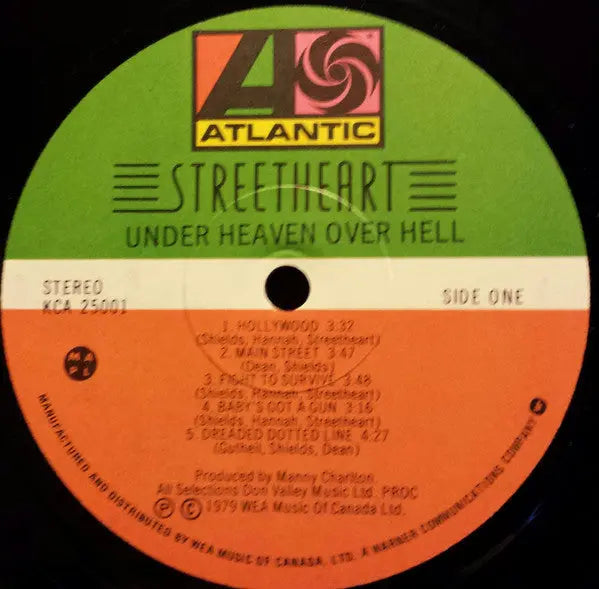 ATLANTIC
STREETHEART
UNDER HEAVEN OVER HELL
STEREO
KCA 25001
SIDE ONE
1. HOLLYWOOD 3:32
(Shields, Hannah, Streetheart)
2. MAIN STREET 3:47
(Dean, Shields)
3. FIGHT TO SURVIVE 3:48
(Shields, Hannah, Streetheart)
4. BABY'S GOT A GUN 3:16
(Shields, Hannah, Streetheart)
5. DREADED DOTTED LINE 4:27
(Gutheil, Shields, Dean)
MAPL
Produced by Manny Charlton
All Selections Don Valley Music Ltd. PROC
Ⓟ © 1979 WEA Music Of Canada Ltd.
MANUFACTURED AND DISTRIBUTED BY WEA MUSIC OF CANADA, LTD. A WARNER COMMUNICATIONS COMPANY